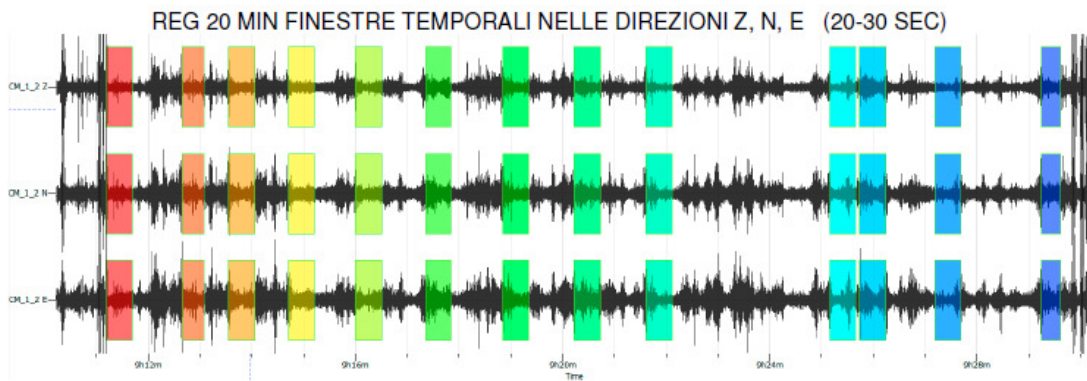 REG 20 MIN FINESTRE TEMPORALI NELLE DIREZIONI Z, N, E (20-30 SEC)
CM_1_2 Z
CM_1_2 N
CM_1_2 E
9h12m 9h16m 9h20m 9h24m 9h28m
Time